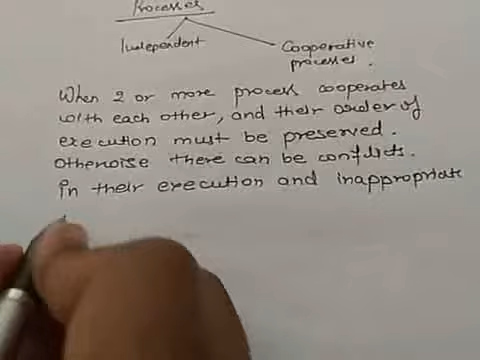 Processes
Independent
Cooperative
processes.
When 2 or more process cooperates
with each other, and their order of
execution must be preserved.
otherwise there can be conflicts.
in their execution and inappropriate